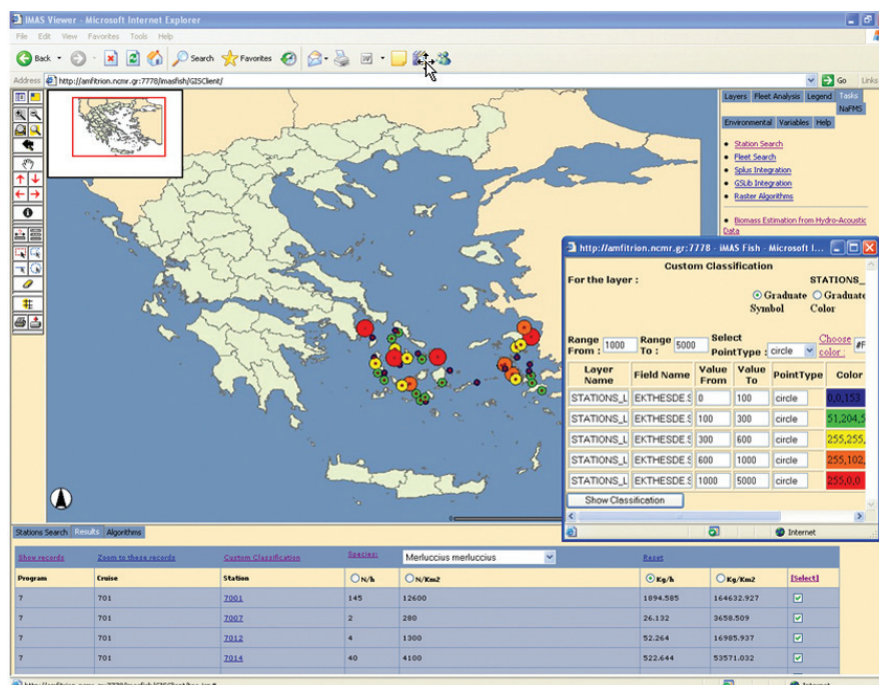 IMAS Viewer - Microsoft Internet Explorer
File Edit View Favorites Tools Help
Back Search Favorites
Address http://amfitrion.ncmr.gr:7778/imasfish/GISClient/ Go Links
Layers Fleet Analysis Legend Tasks
NaFMS
Environmental Variables Help
Station Search
Fleet Search
Splus Integration
GSLib Integration
Raster Algorithms
Biomass Estimation from Hydro-Acoustic
Data
http://amfitrion.ncmr.gr:7778 - iMAS Fish - Microsoft I...
Custom Classification
For the layer : STATIONS_
Graduate Graduate
Symbol Color
Range From : 1000 Range To : 5000 Select PointType : circle Choose color : #F
Layer Name Field Name Value From Value To PointType Color
STATIONS_L EKTHESDE.S 0 100 circle 0,0,153
STATIONS_L EKTHESDE.S 100 300 circle 51,204,5
STATIONS_L EKTHESDE.S 300 600 circle 255,255,
STATIONS_L EKTHESDE.S 600 1000 circle 255,102,
STATIONS_L EKTHESDE.S 1000 5000 circle 255,0,0
Show Classification
Internet
Stations Search Results Algorithms
Show records Zoom to these records Custom Classification Species: Merluccius merluccius Reset
Program Cruise Station N/h N/Km2 Kg/h Kg/Km2 [Select]
7 701 7001 145 12600 1894.585 164632.927
7 701 7007 2 280 26.132 3658.509
7 701 7012 4 1300 52.264 16985.937
7 701 7014 40 4100 522.644 53571.032
Internet